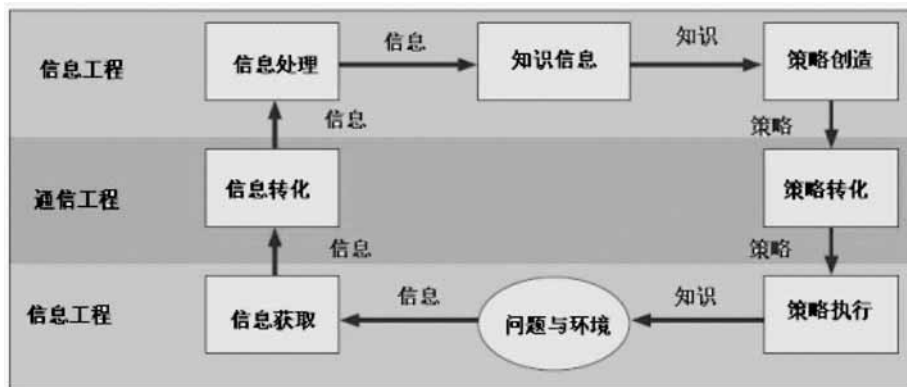 信息 知识
信息工程 信息处理 知识信息 策略创造
信息 策略
通信工程 信息转化 策略转化
信息 策略
信息 知识
信息工程 信息获取 问题与环境 策略执行